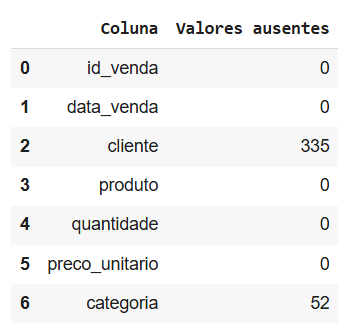 Coluna Valores ausentes
0 id_venda 0
1 data_venda 0
2 cliente 335
3 produto 0
4 quantidade 0
5 preco_unitario 0
6 categoria 52